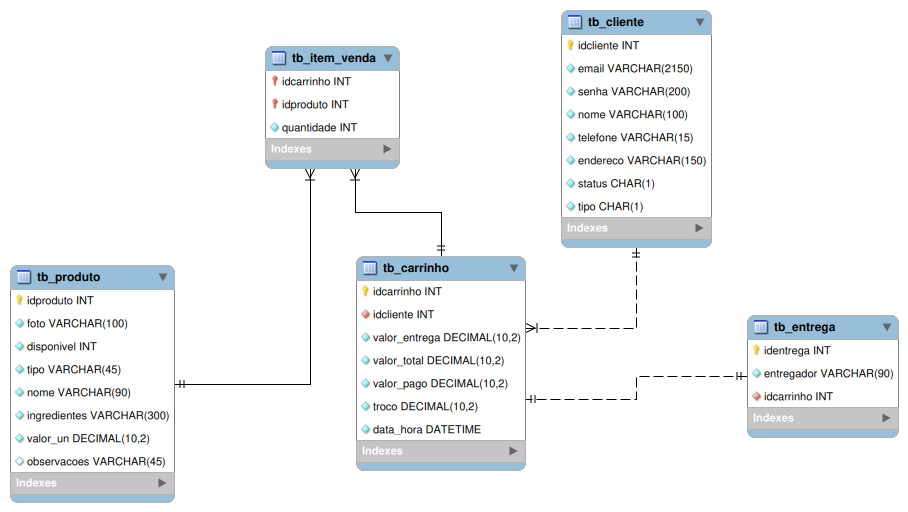 tb_cliente
idcliente INT
email VARCHAR(2150)
senha VARCHAR(200)
nome VARCHAR(100)
telefone VARCHAR(15)
endereco VARCHAR(150)
status CHAR(1)
tipo CHAR(1)
Indexes
tb_item_venda
idcarrinho INT
idproduto INT
quantidade INT
Indexes
tb_produto
idproduto INT
foto VARCHAR(100)
disponivel INT
tipo VARCHAR(45)
nome VARCHAR(90)
ingredientes VARCHAR(300)
valor_un DECIMAL(10,2)
observacoes VARCHAR(45)
Indexes
tb_carrinho
idcarrinho INT
idcliente INT
valor_entrega DECIMAL(10,2)
valor_total DECIMAL(10,2)
valor_pago DECIMAL(10,2)
troco DECIMAL(10,2)
data_hora DATETIME
Indexes
tb_entrega
identrega INT
entregador VARCHAR(90)
idcarrinho INT
Indexes